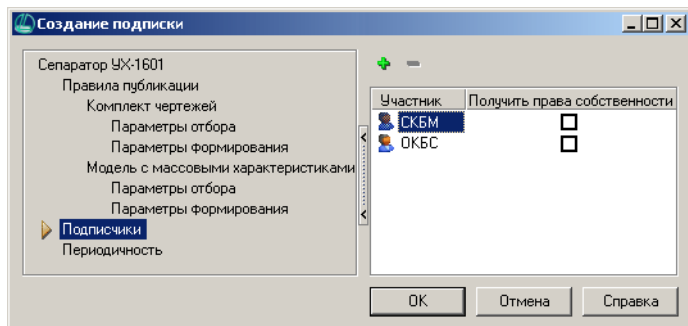 Создание подписки
Сепаратор УХ-1601
Правила публикации
Комплект чертежей
Параметры отбора
Параметры формирования
Модель с массовыми характеристиками
Параметры отбора
Параметры формирования
Подписчики
Периодичность
Участник Получить права собственности
СКБМ
ОКБС
OK Отмена Справка